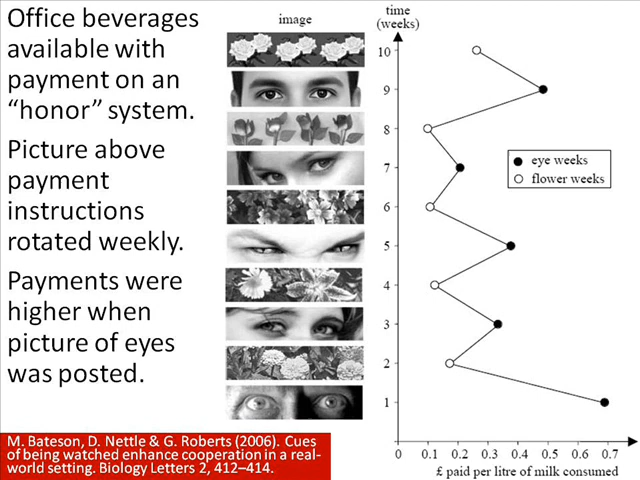 Office beverages
available with
payment on an
“honor” system.
Picture above
payment
instructions
rotated weekly.
Payments were
higher when
picture of eyes
was posted.
M. Bateson, D. Nettle & G. Roberts (2006). Cues
of being watched enhance cooperation in a real-
world setting. Biology Letters 2, 412–414.
image
time
(weeks)
10
9
8
7
6
5
4
3
2
1
eye weeks
flower weeks
0 0.1 0.2 0.3 0.4 0.5 0.6 0.7
£ paid per litre of milk consumed